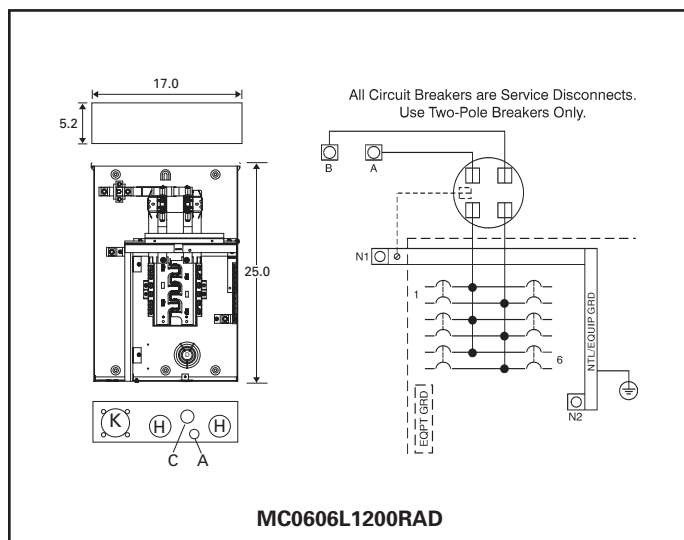 17.0
5.2
25.0
K
H
H
C
A
All Circuit Breakers are Service Disconnects.
Use Two-Pole Breakers Only.
B
A
N1
1
6
NTL/EQUIP GRD
EQPT GRD
N2
MC0606L1200RAD